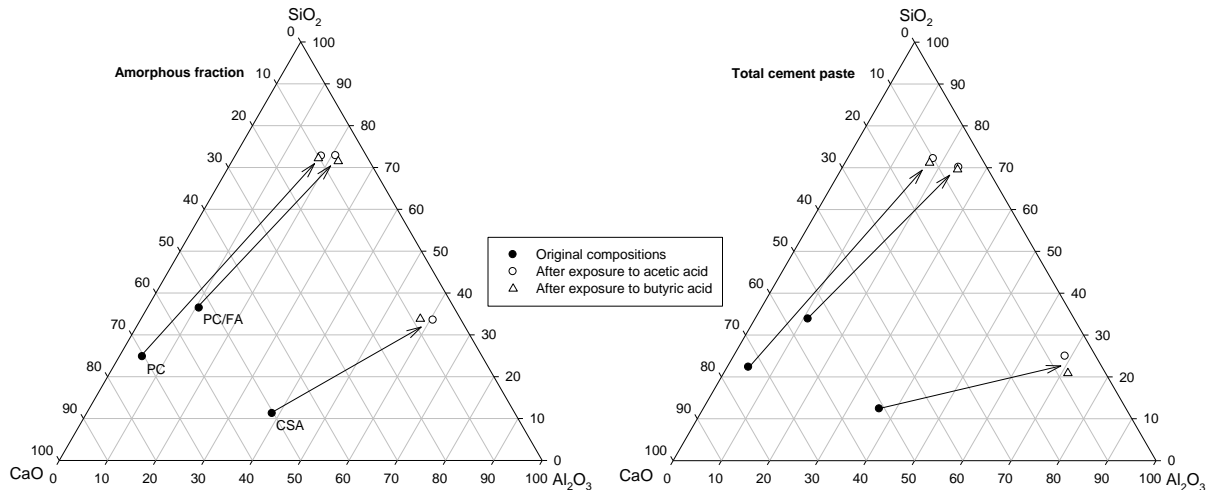 SiO2
0 100
Amorphous fraction
10 90
20 80
30 70
40 60
50 50
60 40
PC/FA
70 30
PC
80 20
90 10
CSA
100 0
CaO 0 10 20 30 40 50 60 70 80 90 100 Al2O3
Original compositions
After exposure to acetic acid
After exposure to butyric acid
SiO2
0 100
Total cement paste
10 90
20 80
30 70
40 60
50 50
60 40
70 30
80 20
90 10
100 0
CaO 0 10 20 30 40 50 60 70 80 90 100 Al2O3